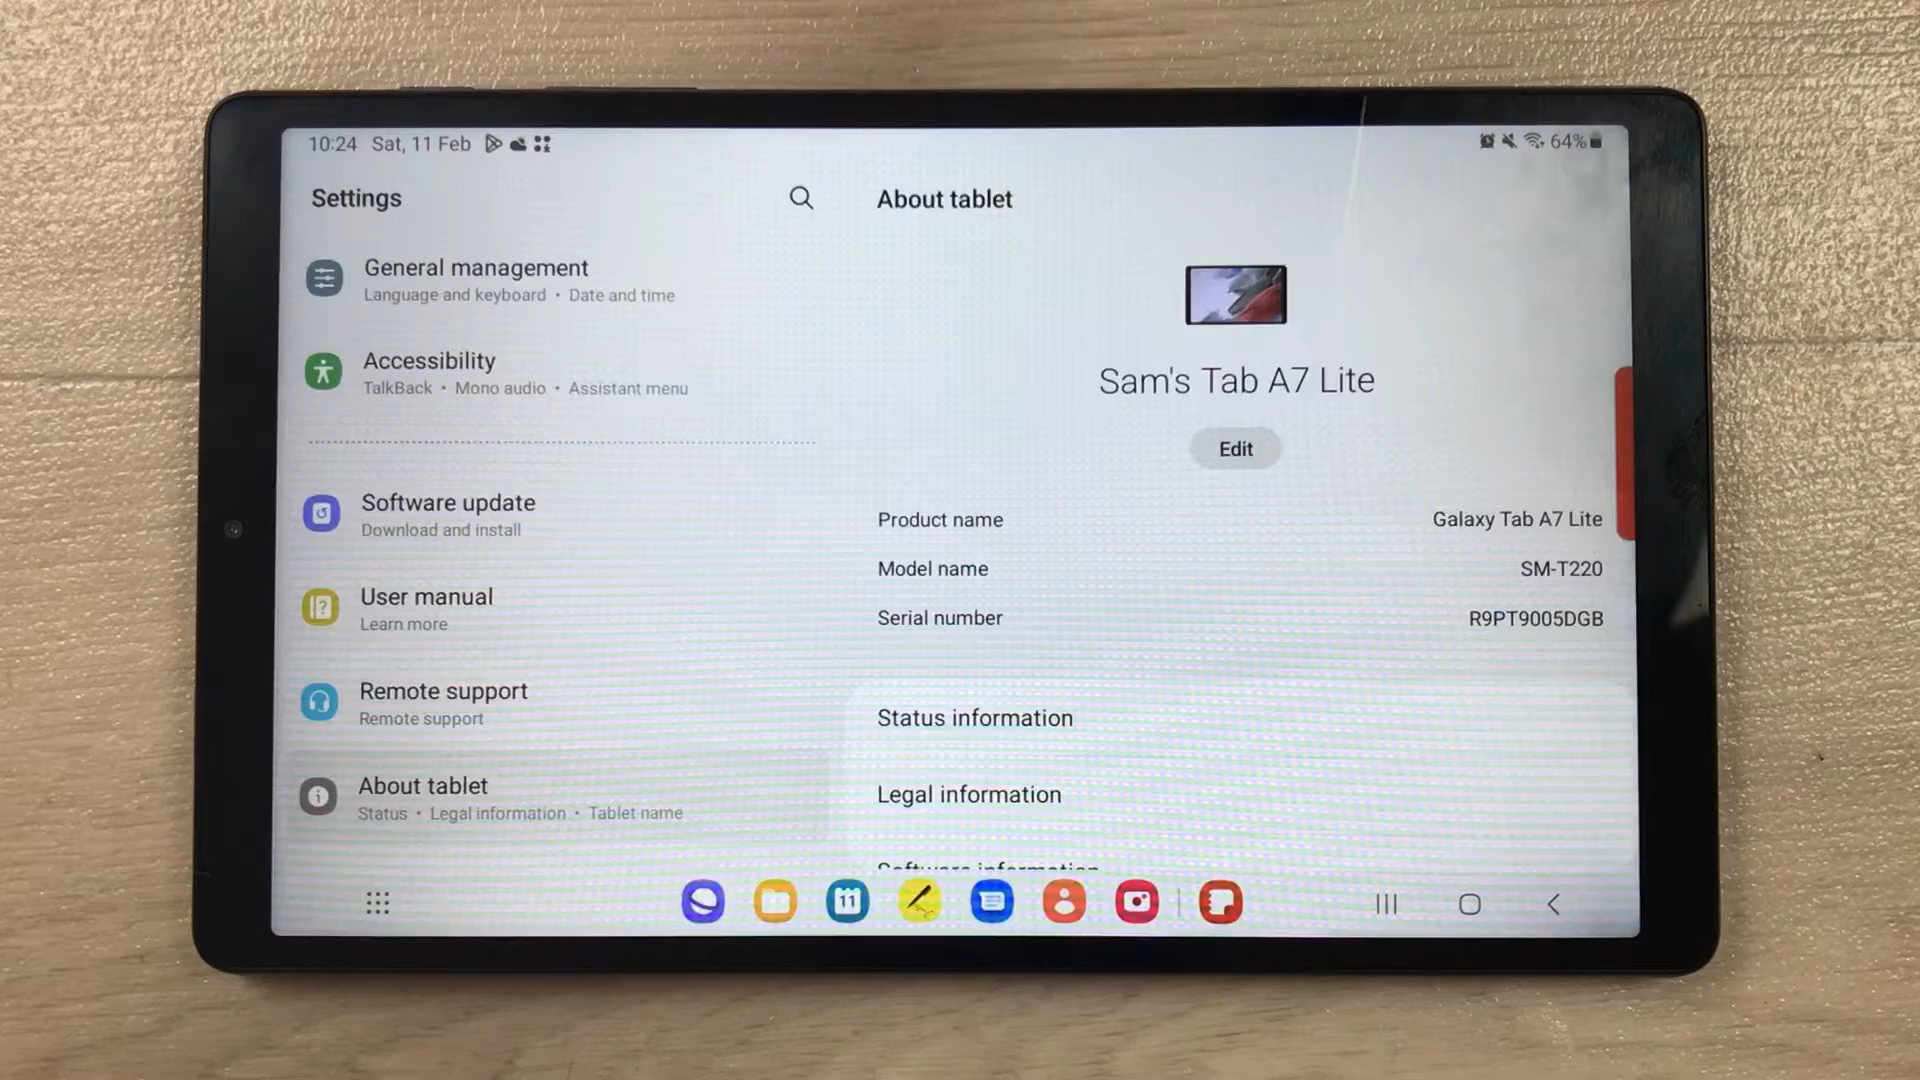 10:24 Sat, 11 Feb
64%
Settings
General management
Language and keyboard • Date and time
Accessibility
TalkBack • Mono audio • Assistant menu
Software update
Download and install
User manual
Learn more
Remote support
Remote support
About tablet
Status • Legal information • Tablet name
About tablet
Sam's Tab A7 Lite
Edit
Product name Galaxy Tab A7 Lite
Model name SM-T220
Serial number R9PT9005DGB
Status information
Legal information
Software information
11